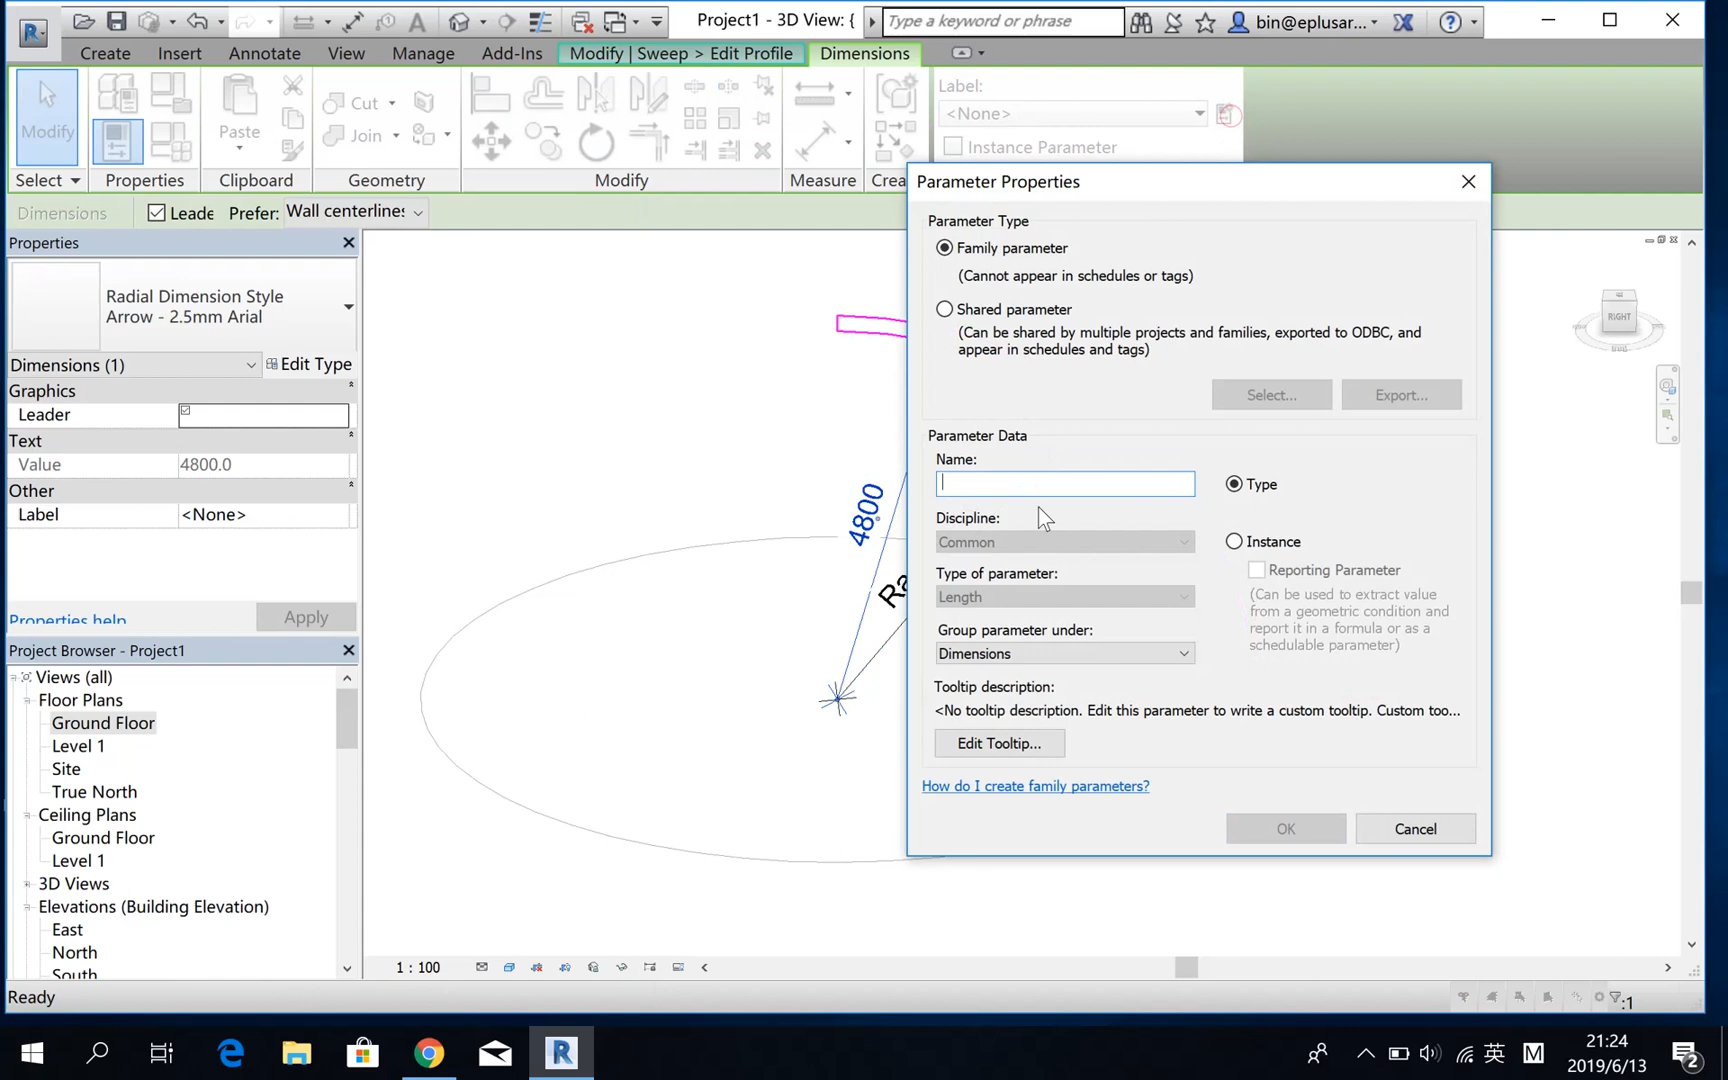 Project1 - 3D View: {
Type a keyword or phrase
bin@eplusar...
Create
Insert
Annotate
View
Manage
Add-Ins
Modify | Sweep > Edit Profile
Dimensions
Modify
Paste
Cut
Join
Label:
<None>
Instance Parameter
Select
Properties
Clipboard
Geometry
Modify
Measure
Crea
Dimensions
Leade
Prefer:
Wall centerlines
Properties
Radial Dimension Style
Arrow - 2.5mm Arial
Dimensions (1)
Edit Type
Graphics
Leader
Text
Value
4800.0
Other
Label
<None>
Properties help
Apply
Project Browser - Project1
Views (all)
Floor Plans
Ground Floor
Level 1
Site
True North
Ceiling Plans
Ground Floor
Level 1
3D Views
Elevations (Building Elevation)
East
North
South
4800
RIGHT
Parameter Properties
Parameter Type
Family parameter
(Cannot appear in schedules or tags)
Shared parameter
(Can be shared by multiple projects and families, exported to ODBC, and
appear in schedules and tags)
Select...
Export...
Parameter Data
Name:
Type
Discipline:
Common
Instance
Type of parameter:
Reporting Parameter
Length
(Can be used to extract value
from a geometric condition and
report it in a formula or as a
schedulable parameter)
Group parameter under:
Dimensions
Tooltip description:
<No tooltip description. Edit this parameter to write a custom tooltip. Custom too...
Edit Tooltip...
How do I create family parameters?
OK
Cancel
1 : 100
Ready
:1
英
M
21:24
2019/6/13
2